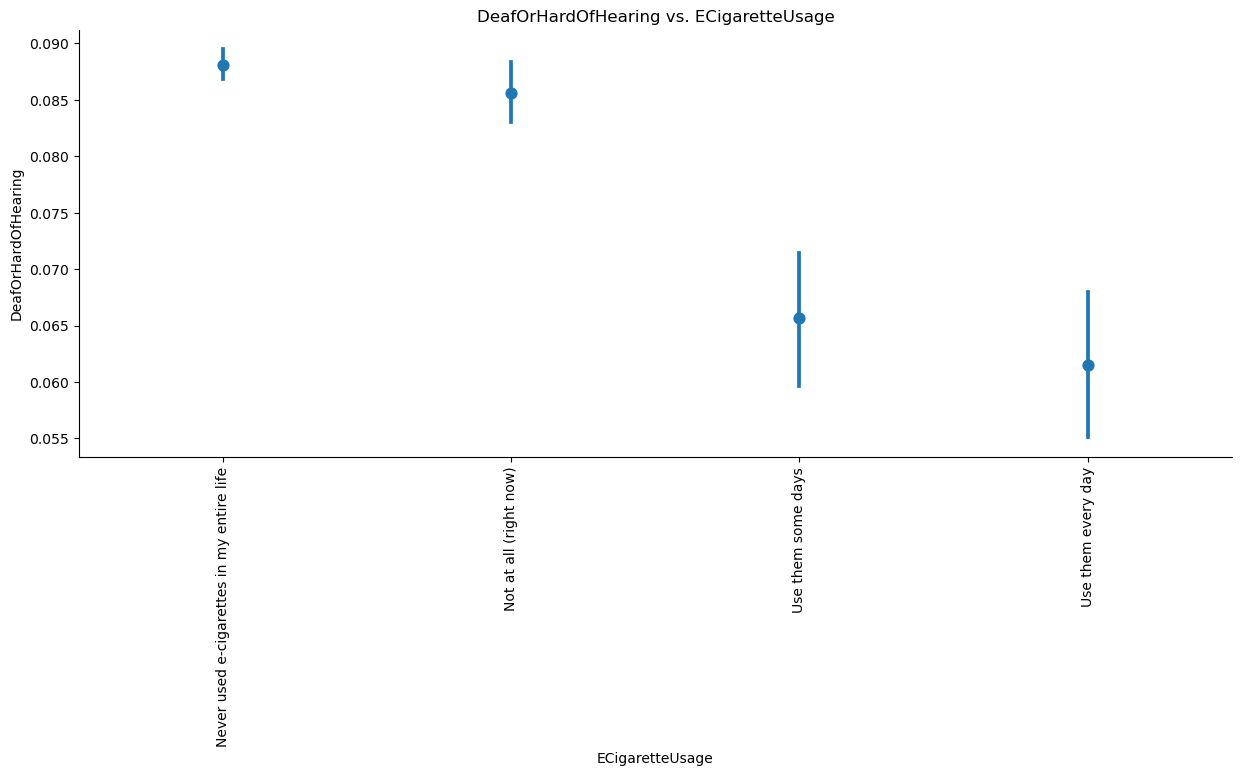 DeafOrHardOfHearing vs. ECigaretteUsage
DeafOrHardOfHearing
0.090
0.085
0.080
0.075
0.070
0.065
0.060
0.055
Never used e-cigarettes in my entire life
Not at all (right now)
Use them some days
Use them every day
ECigaretteUsage